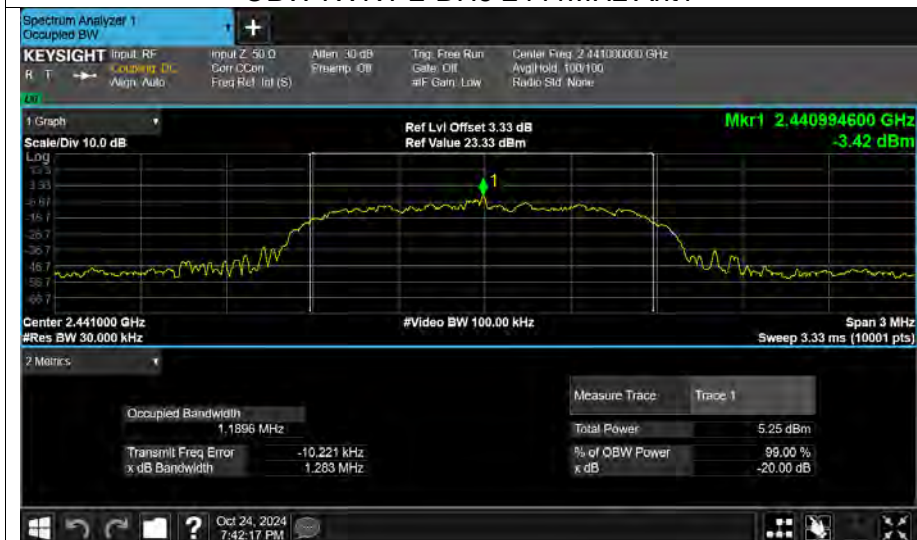 Spectrum Analyzer 1
Occupied BW
KEYSIGHT Input: RF
R T
Coupling: DC
Align: Auto
Input Z: 50 Ω
Corr CCorr
Freq Ref: Int (S)
Atten: 30 dB
Preamp: Off
Trig: Free Run
Gate: Off
#IF Gain: Low
Center Freq: 2.441000000 GHz
Avg|Hold: 100/100
Radio Std: None
1 Graph
Scale/Div 10.0 dB
Ref Lvl Offset 3.33 dB
Ref Value 23.33 dBm
Mkr1 2.440994600 GHz
-3.42 dBm
Log
13.3
3.33
-6.67
-16.7
-26.7
-36.7
-46.7
-56.7
-66.7
1
Center 2.441000 GHz
#Res BW 30.000 kHz
#Video BW 100.00 kHz
Span 3 MHz
Sweep 3.33 ms (10001 pts)
2 Metrics
Measure Trace Trace 1
Occupied Bandwidth
1.1896 MHz
Total Power 5.25 dBm
Transmit Freq Error -10.221 kHz
% of OBW Power 99.00 %
x dB Bandwidth 1.283 MHz
x dB -20.00 dB
?
Oct 24, 2024
7:42:17 PM